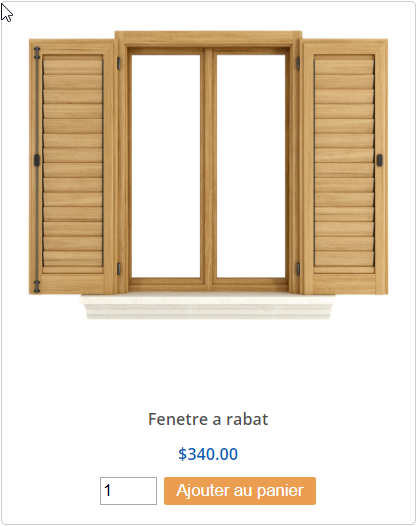 Fenetre a rabat
$340.00
1 Ajouter au panier